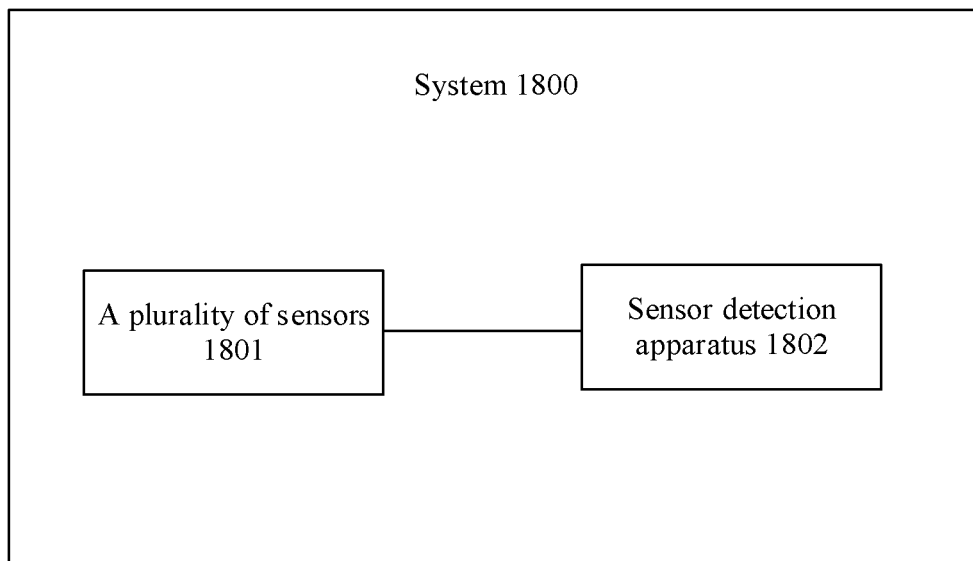 System 1800
A plurality of sensors
1801
Sensor detection
apparatus 1802